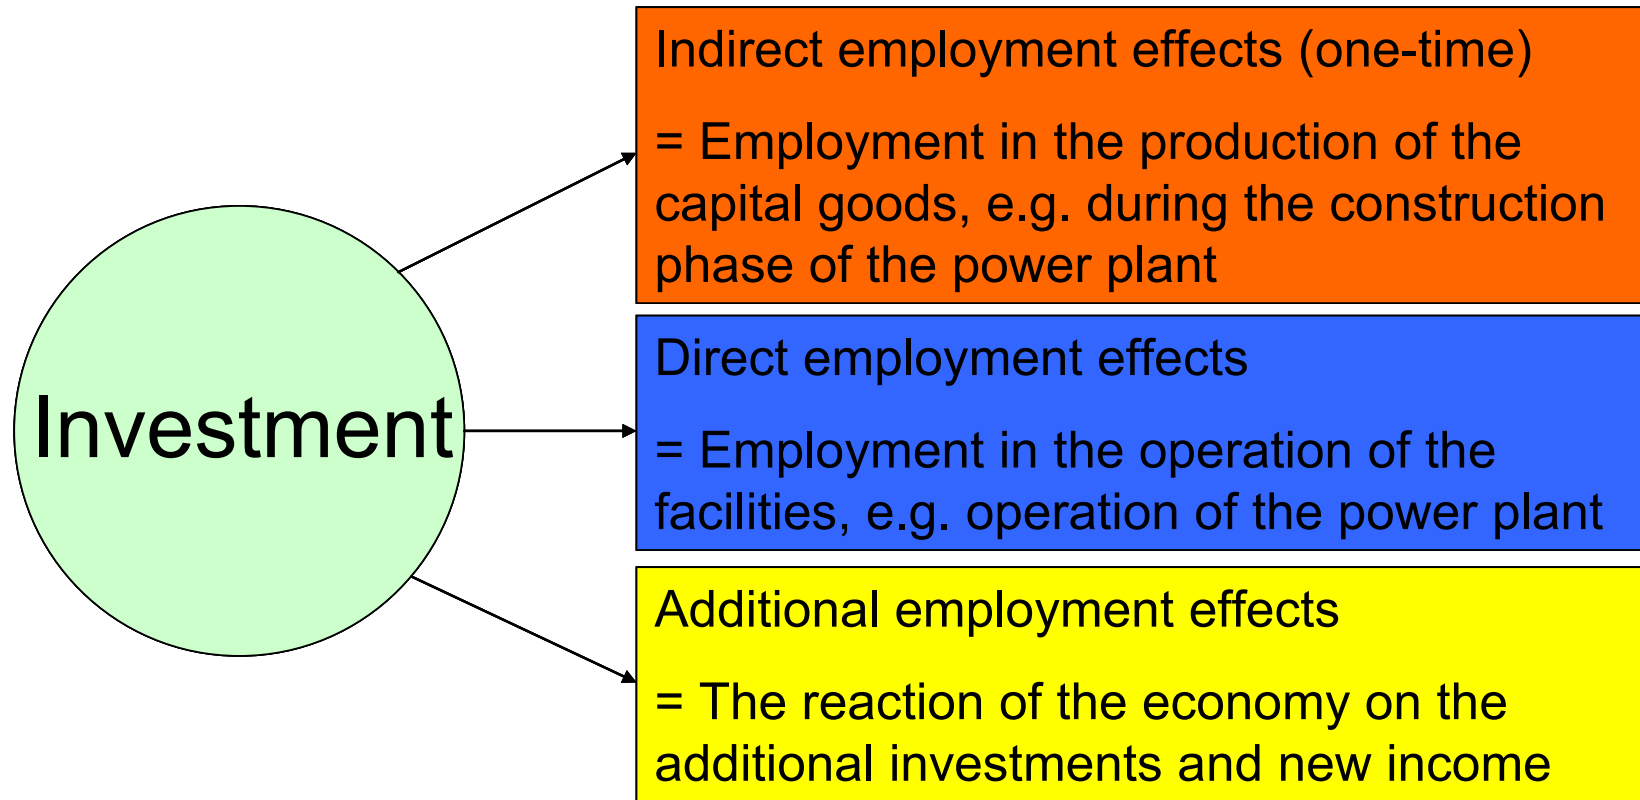 Investment
Indirect employment effects (one-time)
= Employment in the production of the
capital goods, e.g. during the construction
phase of the power plant
Direct employment effects
= Employment in the operation of the
facilities, e.g. operation of the power plant
Additional employment effects
= The reaction of the economy on the
additional investments and new income